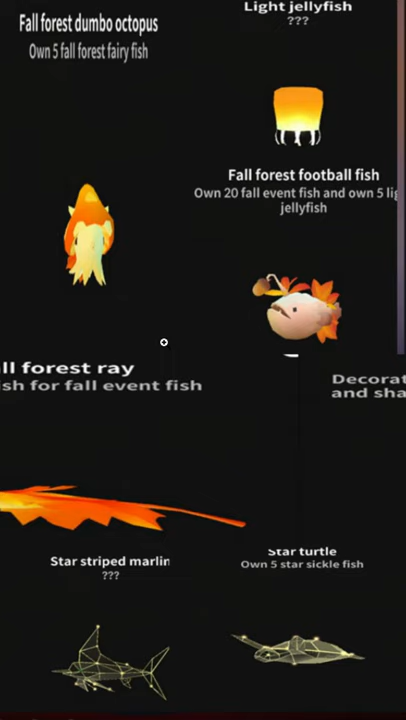 Fall forest dumbo octopus
Own 5 fall forest fairy fish
Light jellyfish
???
Fall forest football fish
Own 20 fall event fish and own 5 lig
jellyfish
ll forest ray
ish for fall event fish
Decorat
and sha
Star striped marlin
???
Star turtle
Own 5 star sickle fish